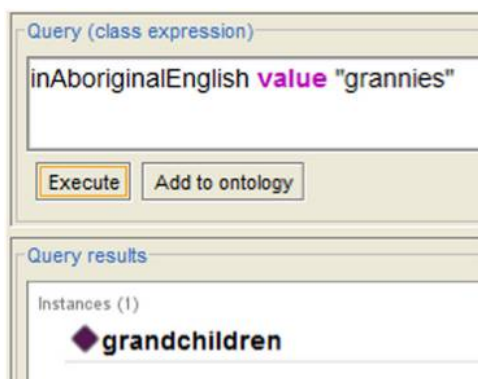 Query (class expression)
inAboriginalEnglish value "grannies"
Execute Add to ontology
Query results
Instances (1)
grandchildren